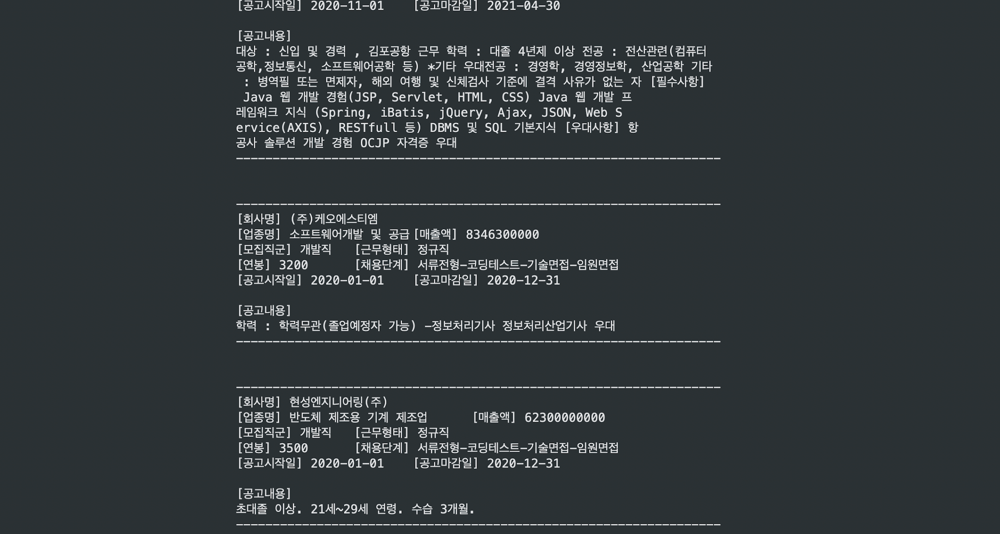 [공고시작일] 2020-11-01 [공고마감일] 2021-04-30
[공고내용]
대상 : 신입 및 경력 , 김포공항 근무 학력 : 대졸 4년제 이상 전공 : 전산관련(컴퓨터
공학,정보통신, 소프트웨어공학 등) *기타 우대전공 : 경영학, 경영정보학, 산업공학 기타
: 병역필 또는 면제자, 해외 여행 및 신체검사 기준에 결격 사유가 없는 자 [필수사항]
Java 웹 개발 경험(JSP, Servlet, HTML, CSS) Java 웹 개발 프
레임워크 지식 (Spring, iBatis, jQuery, Ajax, JSON, Web S
ervice(AXIS), RESTfull 등) DBMS 및 SQL 기본지식 [우대사항] 항
공사 솔루션 개발 경험 OCJP 자격증 우대
------------------------------------------------------------------
------------------------------------------------------------------
[회사명] (주)케오에스티엠
[업종명] 소프트웨어개발 및 공급 [매출액] 8346300000
[모집직군] 개발직 [근무형태] 정규직
[연봉] 3200 [채용단계] 서류전형-코딩테스트-기술면접-임원면접
[공고시작일] 2020-01-01 [공고마감일] 2020-12-31
[공고내용]
학력 : 학력무관(졸업예정자 가능) -정보처리기사 정보처리산업기사 우대
------------------------------------------------------------------
------------------------------------------------------------------
[회사명] 현성엔지니어링(주)
[업종명] 반도체 제조용 기계 제조업 [매출액] 62300000000
[모집직군] 개발직 [근무형태] 정규직
[연봉] 3500 [채용단계] 서류전형-코딩테스트-기술면접-임원면접
[공고시작일] 2020-01-01 [공고마감일] 2020-12-31
[공고내용]
초대졸 이상. 21세~29세 연령. 수습 3개월.
------------------------------------------------------------------